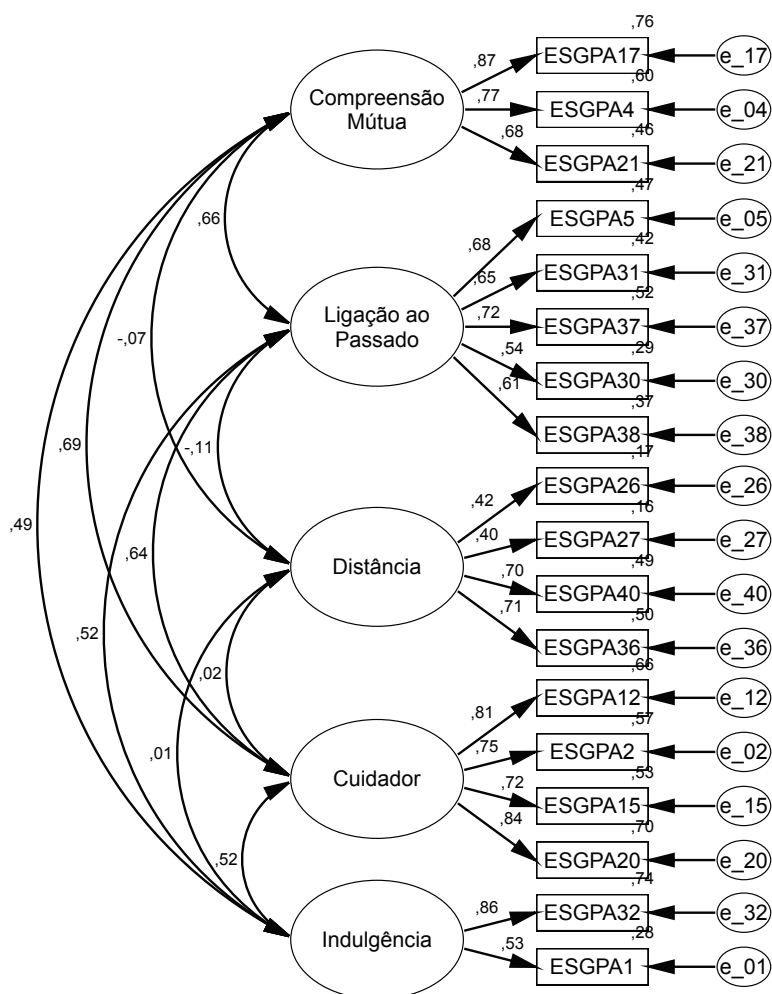 ,76
,87
ESGPA17
e_17
,60
Compreensão
Mútua
,77
ESGPA4
e_04
,46
,68
ESGPA21
e_21
,47
,66
ESGPA5
e_05
,42
,68
,65
ESGPA31
e_31
,52
Ligação ao
Passado
,72
ESGPA37
e_37
,29
-,07
,54
ESGPA30
e_30
,37
,61
ESGPA38
e_38
,17
,69
-,11
ESGPA26
e_26
,16
,42
,49
,40
ESGPA27
e_27
,49
,64
Distância
,70
ESGPA40
e_40
,50
,71
ESGPA36
e_36
,66
,52
,02
ESGPA12
e_12
,57
,81
,01
,75
ESGPA2
e_02
,53
Cuidador
,72
ESGPA15
e_15
,70
,84
ESGPA20
e_20
,74
,52
,86
ESGPA32
e_32
,28
Indulgência
,53
ESGPA1
e_01